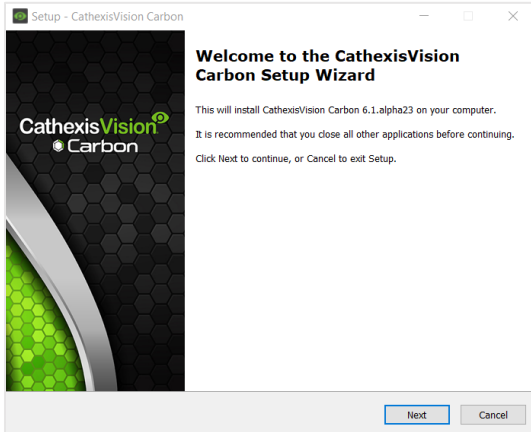 Setup - CathexisVision Carbon
CathexisVision
Carbon
Welcome to the CathexisVision
Carbon Setup Wizard
This will install CathexisVision Carbon 6.1.alpha23 on your computer.
It is recommended that you close all other applications before continuing.
Click Next to continue, or Cancel to exit Setup.
Next
Cancel